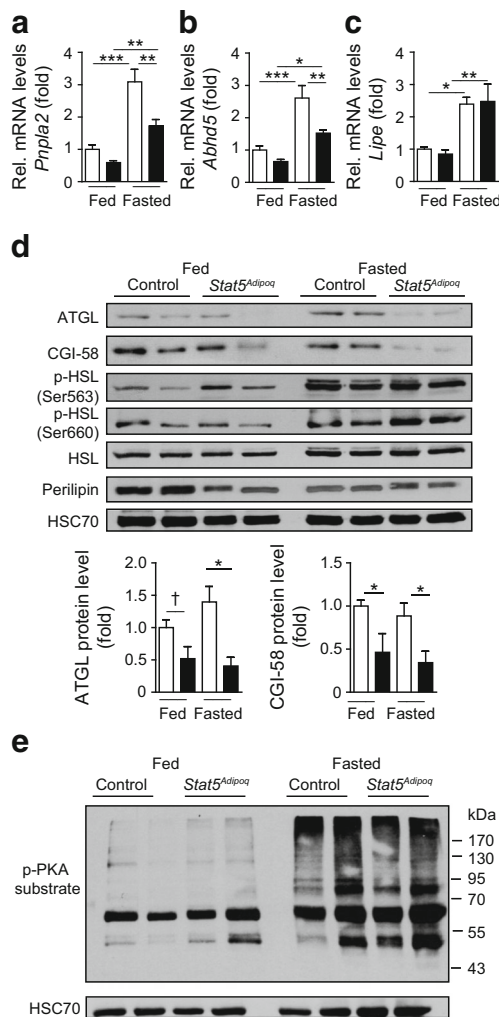 a
b
c
Rel. mRNA levels
Pnpla2 (fold)
4
3
2
1
0
***
**
**
Fed
Fasted
Rel. mRNA levels
Abhd5 (fold)
4
3
2
1
0
***
*
**
Fed
Fasted
Rel. mRNA levels
Lipe (fold)
4
3
2
1
0
*
**
Fed
Fasted
d
Fed
Fasted
Control
Stat5Adipoq
Control
Stat5Adipoq
ATGL
CGI-58
p-HSL
(Ser563)
p-HSL
(Ser660)
HSL
Perilipin
HSC70
ATGL protein level
(fold)
2.0
1.5
1.0
0.5
0
†
*
Fed
Fasted
CGI-58 protein level
(fold)
1.5
1.0
0.5
0
*
*
Fed
Fasted
e
Fed
Fasted
Control
Stat5Adipoq
Control
Stat5Adipoq
kDa
p-PKA
substrate
170
130
95
70
55
43
HSC70